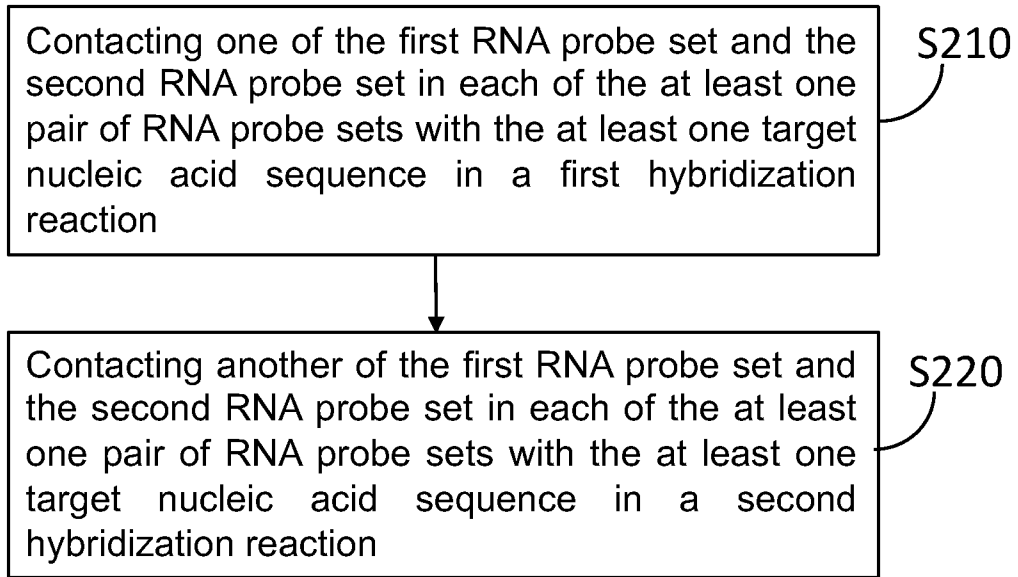 Contacting one of the first RNA probe set and the
second RNA probe set in each of the at least one
pair of RNA probe sets with the at least one target
nucleic acid sequence in a first hybridization
reaction
S210
Contacting another of the first RNA probe set and
the second RNA probe set in each of the at least
one pair of RNA probe sets with the at least one
target nucleic acid sequence in a second
hybridization reaction
S220